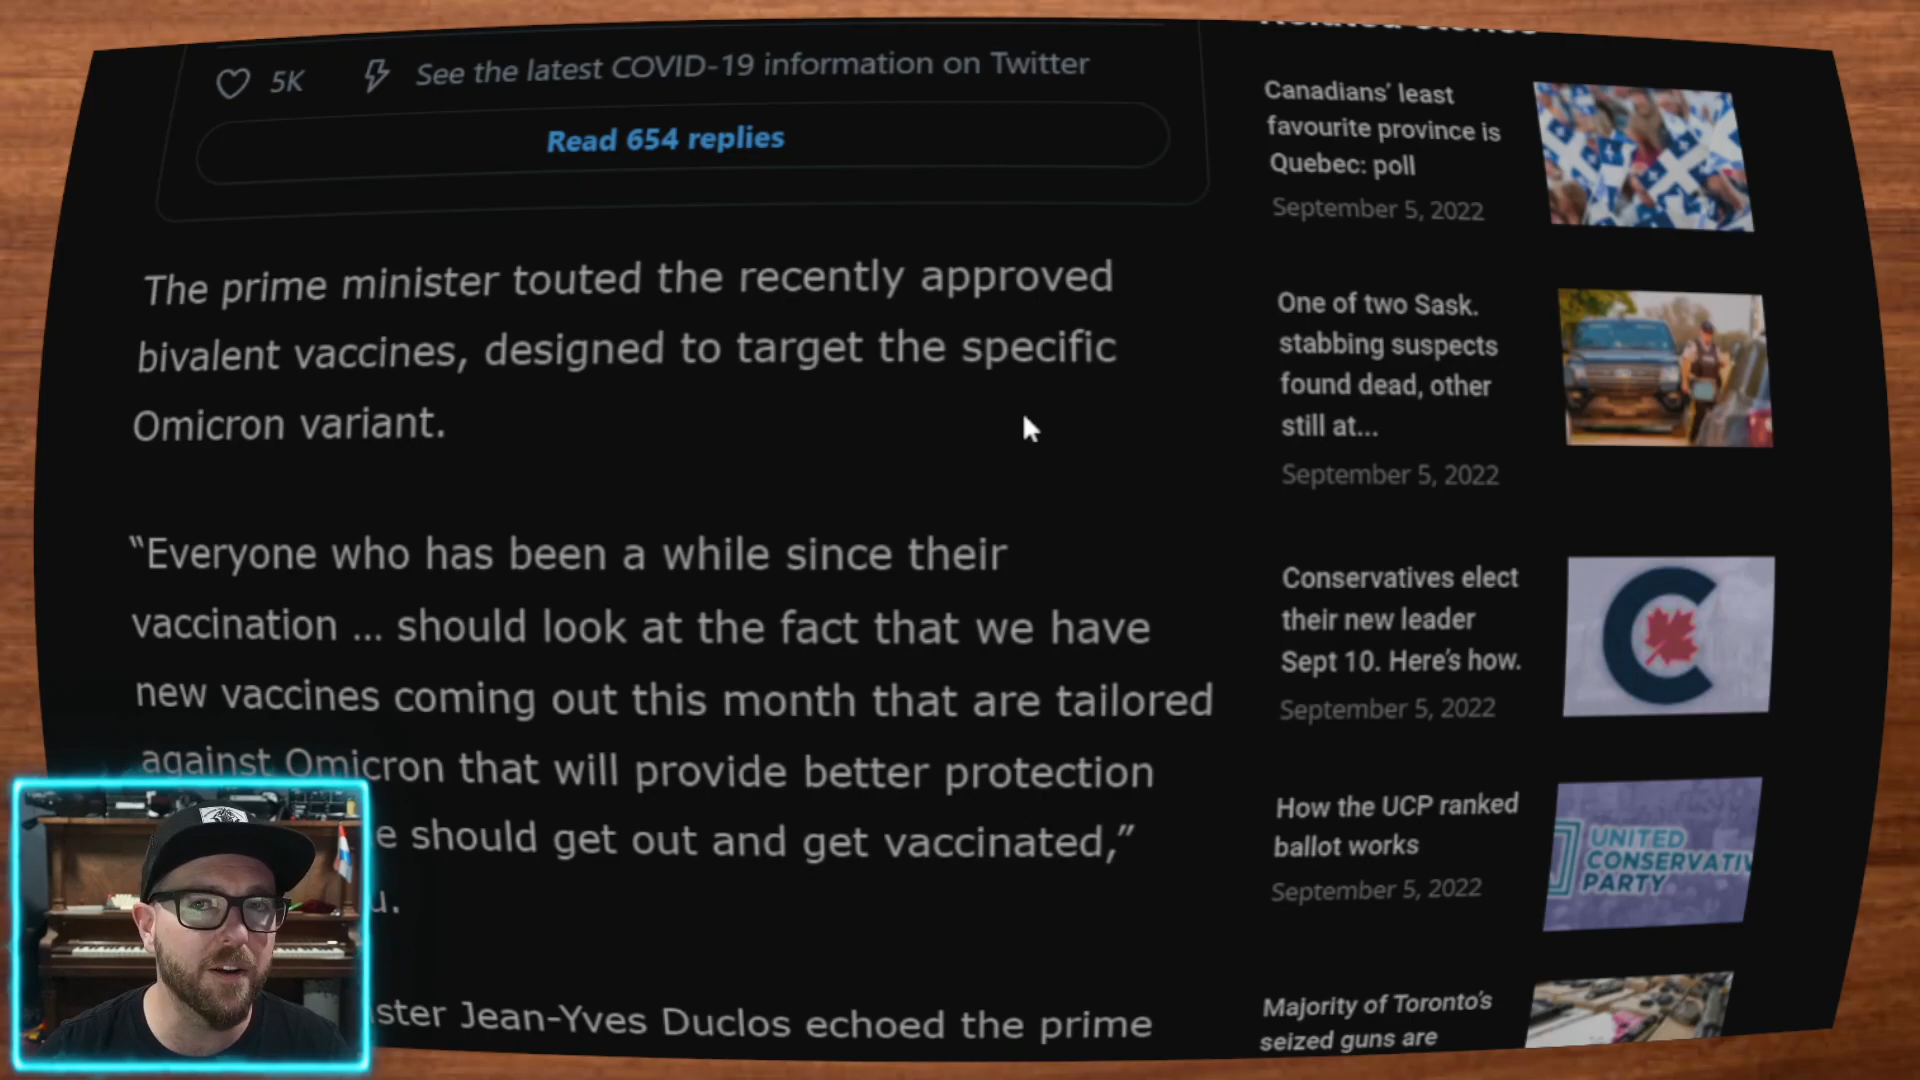 5K
See the latest COVID-19 information on Twitter
Read 654 replies
The prime minister touted the recently approved
bivalent vaccines, designed to target the specific
Omicron variant.
“Everyone who has been a while since their
vaccination ... should look at the fact that we have
new vaccines coming out this month that are tailored
against Omicron that will provide better protection
should get out and get vaccinated,”
Jean-Yves Duclos echoed the prime
Canadians’ least
favourite province is
Quebec: poll
September 5, 2022
One of two Sask.
stabbing suspects
found dead, other
still at...
September 5, 2022
Conservatives elect
their new leader
Sept 10. Here’s how.
September 5, 2022
How the UCP ranked
ballot works
September 5, 2022
UNITED
CONSERVATIV
PARTY
Majority of Toronto’s
seized guns are